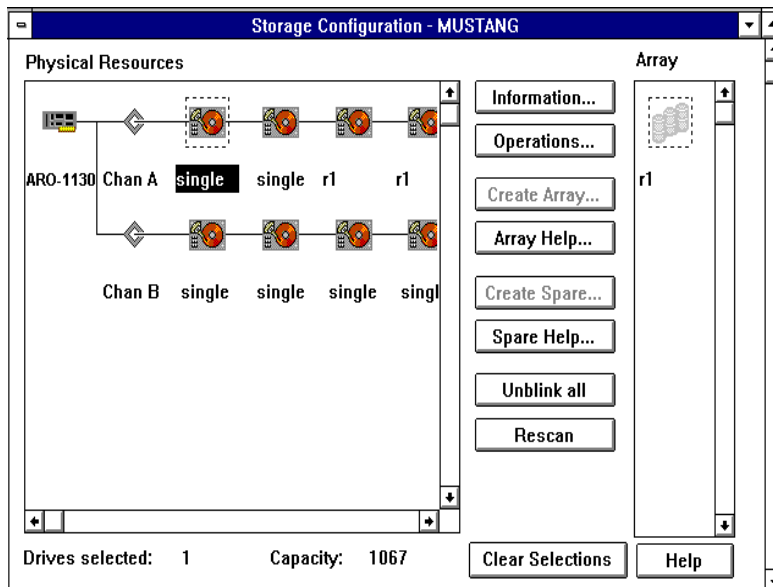 Storage Configuration - MUSTANG
Physical Resources
Array
ARO-1130 Chan A single single r1 r1
Chan B single single single singl
Information...
Operations...
Create Array...
Array Help...
Create Spare...
Spare Help...
Unblink all
Rescan
r1
Drives selected: 1 Capacity: 1067
Clear Selections
Help